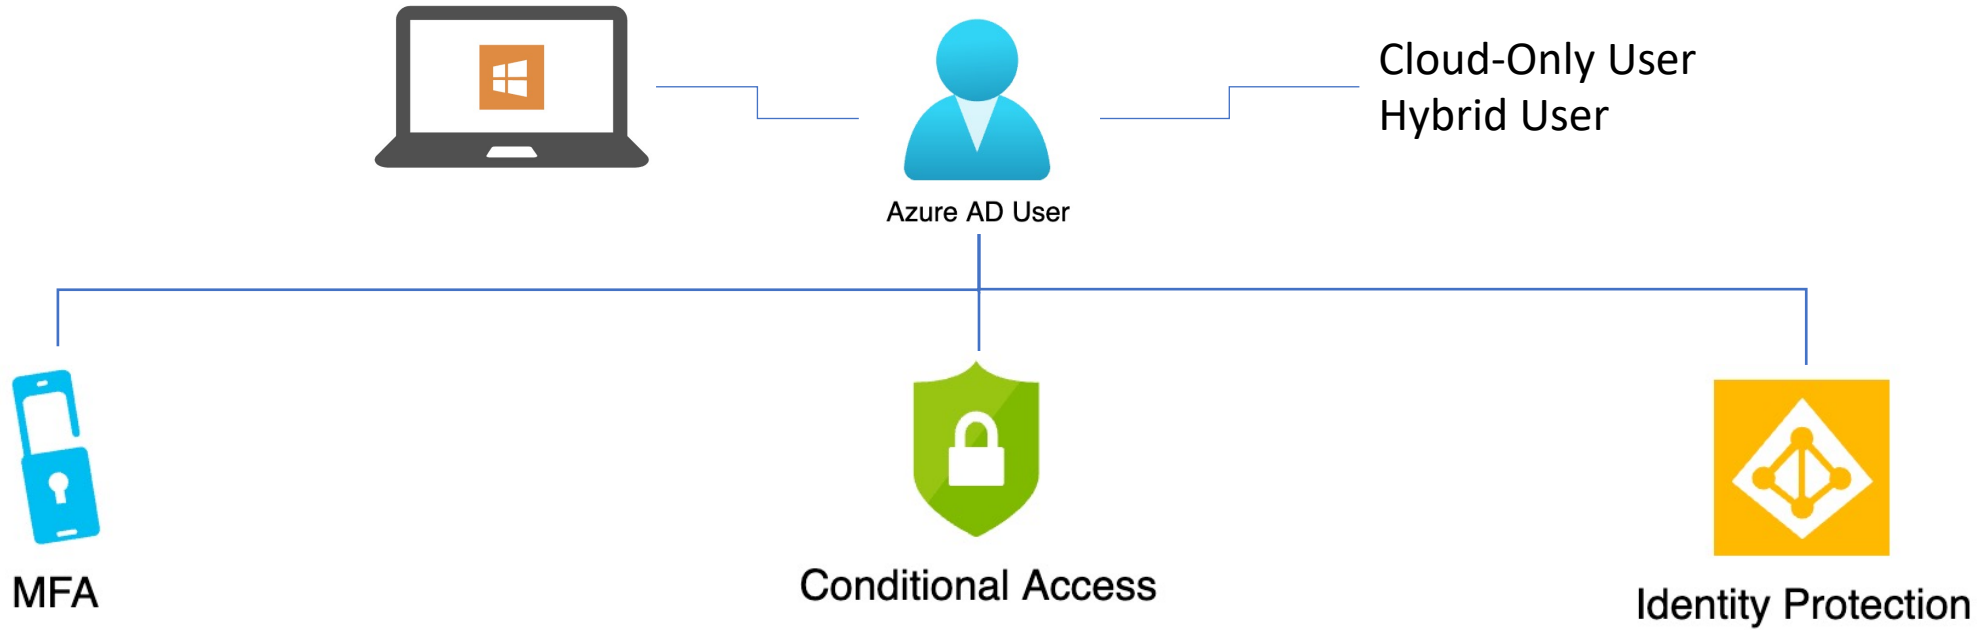 Cloud-Only User
Hybrid User
Azure AD User
MFA
Conditional Access
Identity Protection